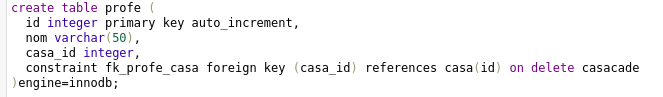 create table profe (
  id integer primary key auto_increment,
  nom varchar(50),
  casa_id integer,
  constraint fk_profe_casa foreign key (casa_id) references casa(id) on delete casacade
)engine=innodb;